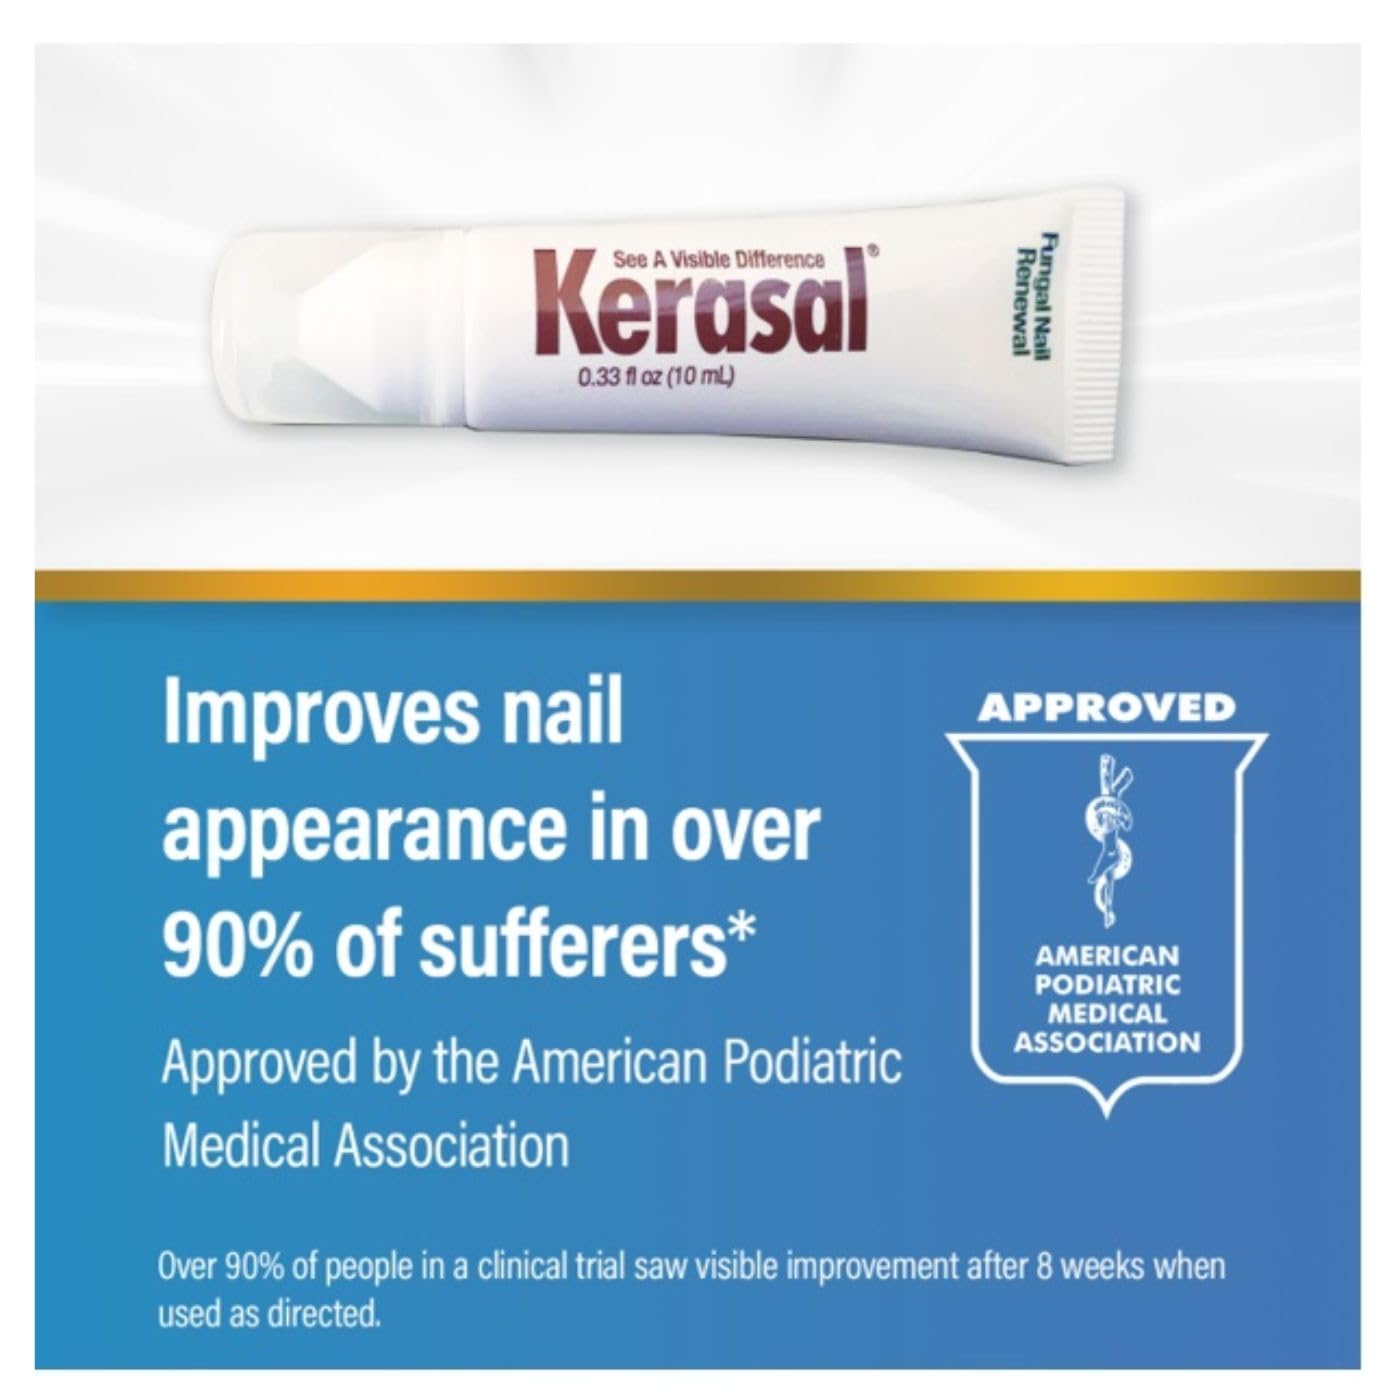 See A Visible Difference
Kerasal®
0.33 fl oz (10 mL)
Fungal Nail
Renewal
Improves nail
appearance in over
90% of sufferers*
Approved by the American Podiatric
Medical Association
APPROVED
AMERICAN
PODIATRIC
MEDICAL
ASSOCIATION
Over 90% of people in a clinical trial saw visible improvement after 8 weeks when
used as directed.